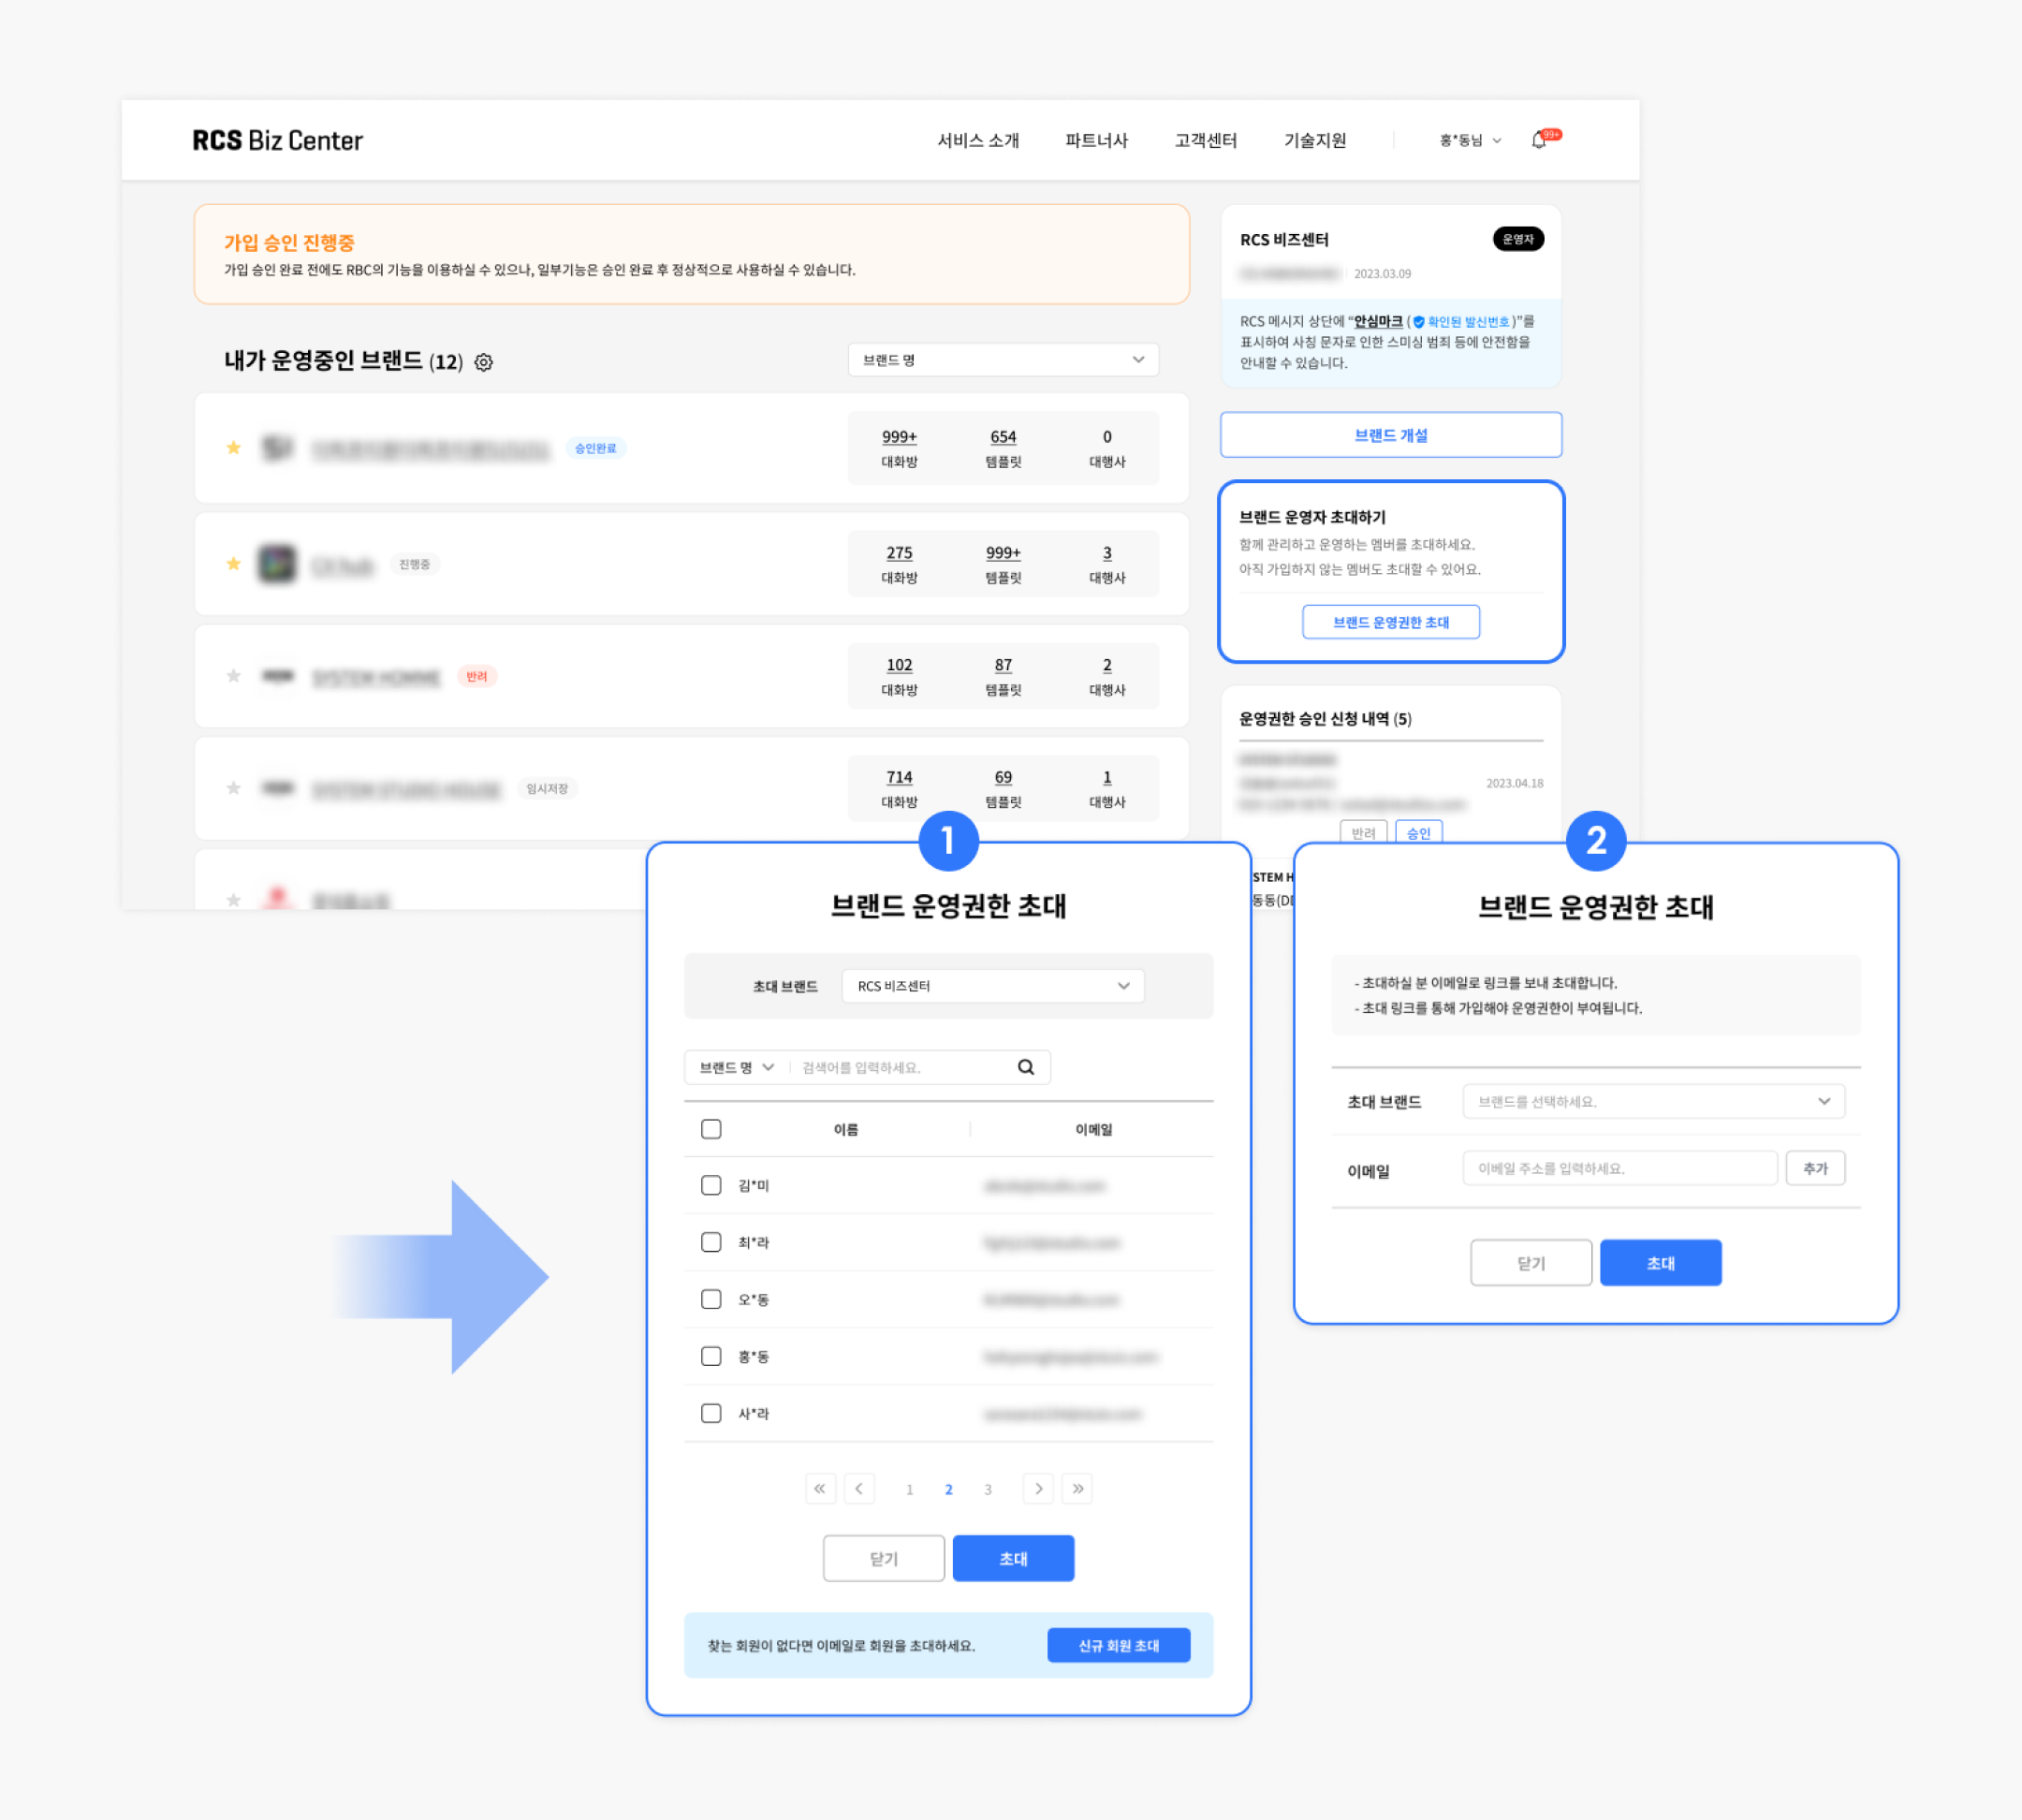 RCS Biz Center
서비스 소개
파트너사
고객센터
기술지원
홍*동님
99+
가입 승인 진행중
가입 승인 완료 전에도 RBC의 기능을 이용하실 수 있으나, 일부기능은 승인 완료 후 정상적으로 사용하실 수 있습니다.
내가 운영중인 브랜드 (12)
브랜드 명
승인완료
999+ 654 0
대화방 템플릿 대행사
진행중
275 999+ 3
대화방 템플릿 대행사
반려
102 87 2
대화방 템플릿 대행사
임시저장
714 69 1
대화방 템플릿 대행사
RCS 비즈센터
운영자
2023.03.09
RCS 메시지 상단에 “안심마크 ( 확인된 발신번호 )”를
표시하여 사칭 문자로 인한 스미싱 범죄 등에 안전함을
안내할 수 있습니다.
브랜드 개설
브랜드 운영자 초대하기
함께 관리하고 운영하는 멤버를 초대하세요.
아직 가입하지 않는 멤버도 초대할 수 있어요.
브랜드 운영권한 초대
운영권한 승인 신청 내역 (5)
2023.04.18
반려 승인
STEM H
동동(DD
1
브랜드 운영권한 초대
초대 브랜드
RCS 비즈센터
브랜드 명
검색어를 입력하세요.
이름 이메일
김*미
최*라
오*동
홍*동
사*라
« < 1 2 3 > »
닫기 초대
찾는 회원이 없다면 이메일로 회원을 초대하세요.
신규 회원 초대
2
브랜드 운영권한 초대
- 초대하실 분 이메일로 링크를 보내 초대합니다.
- 초대 링크를 통해 가입해야 운영권한이 부여됩니다.
초대 브랜드
브랜드를 선택하세요.
이메일
이베일 주소를 입력하세요.
추가
닫기 초대